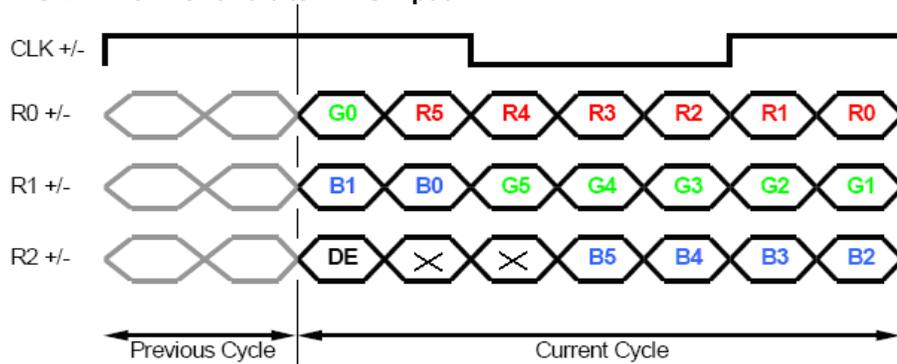 CLK +/-
R0 +/- G0 R5 R4 R3 R2 R1 R0
R1 +/- B1 B0 G5 G4 G3 G2 G1
R2 +/- DE B5 B4 B3 B2
Previous Cycle Current Cycle